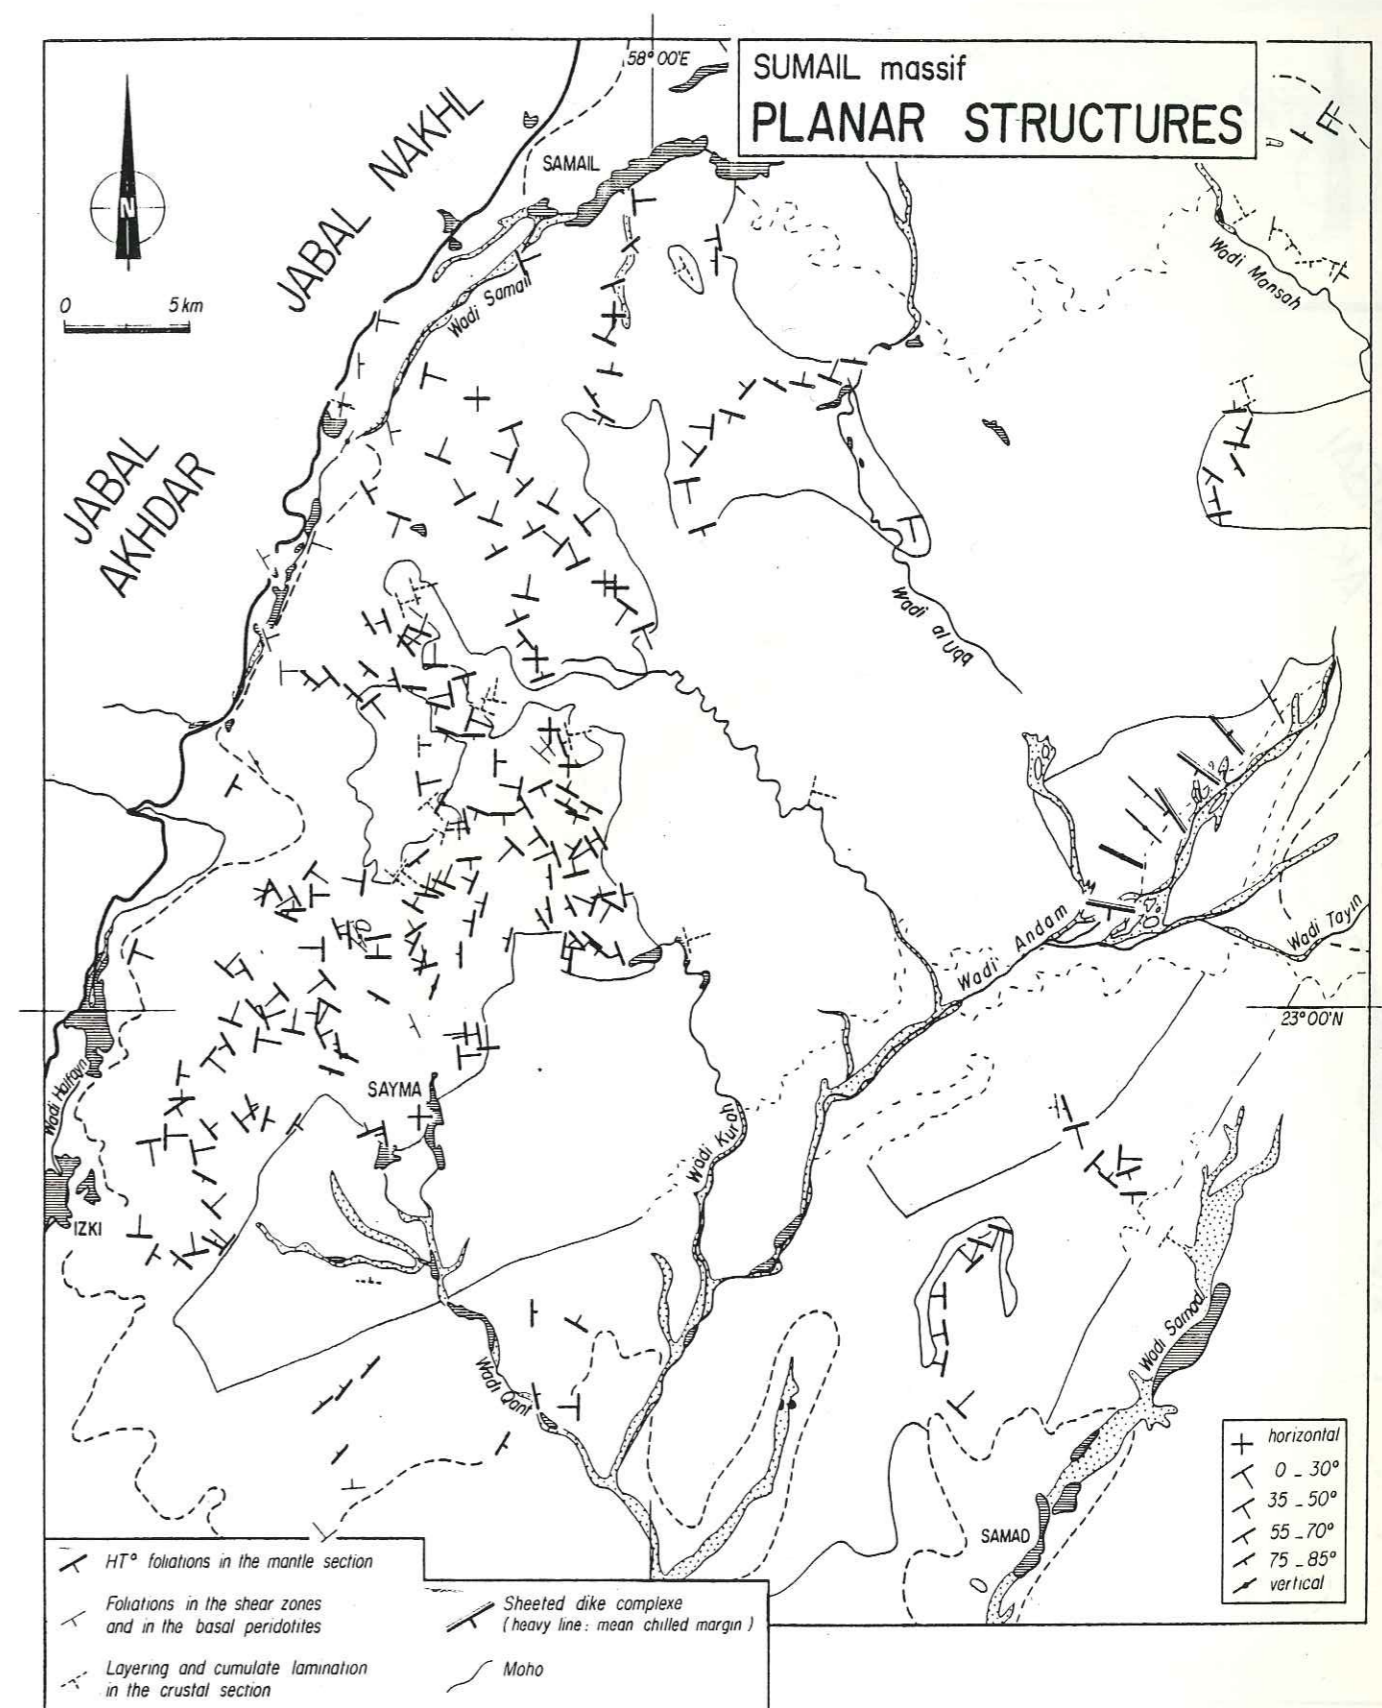 58°00'E
SUMAIL massif
PLANAR STRUCTURES
JABAL NAKHL
SAMAIL
N
0 5 km
Wadi Samail
Wadi Mansah
JABAL
AKHDAR
Wadi al Uqq
Wadi Andam
Wadi Tayin
23°00'N
Wadi Halfayn
SAYMA
Wadi Kurah
IZKI
Wadi Qant
Wadi Samad
SAMAD
horizontal
0 _ 30°
35 _ 50°
55 _ 70°
75 _ 85°
vertical
HT° foliations in the mantle section
Foliations in the shear zones
and in the basal peridotites
Layering and cumulate lamination
in the crustal section
Sheeted dike complexe
(heavy line: mean chilled margin)
Moho